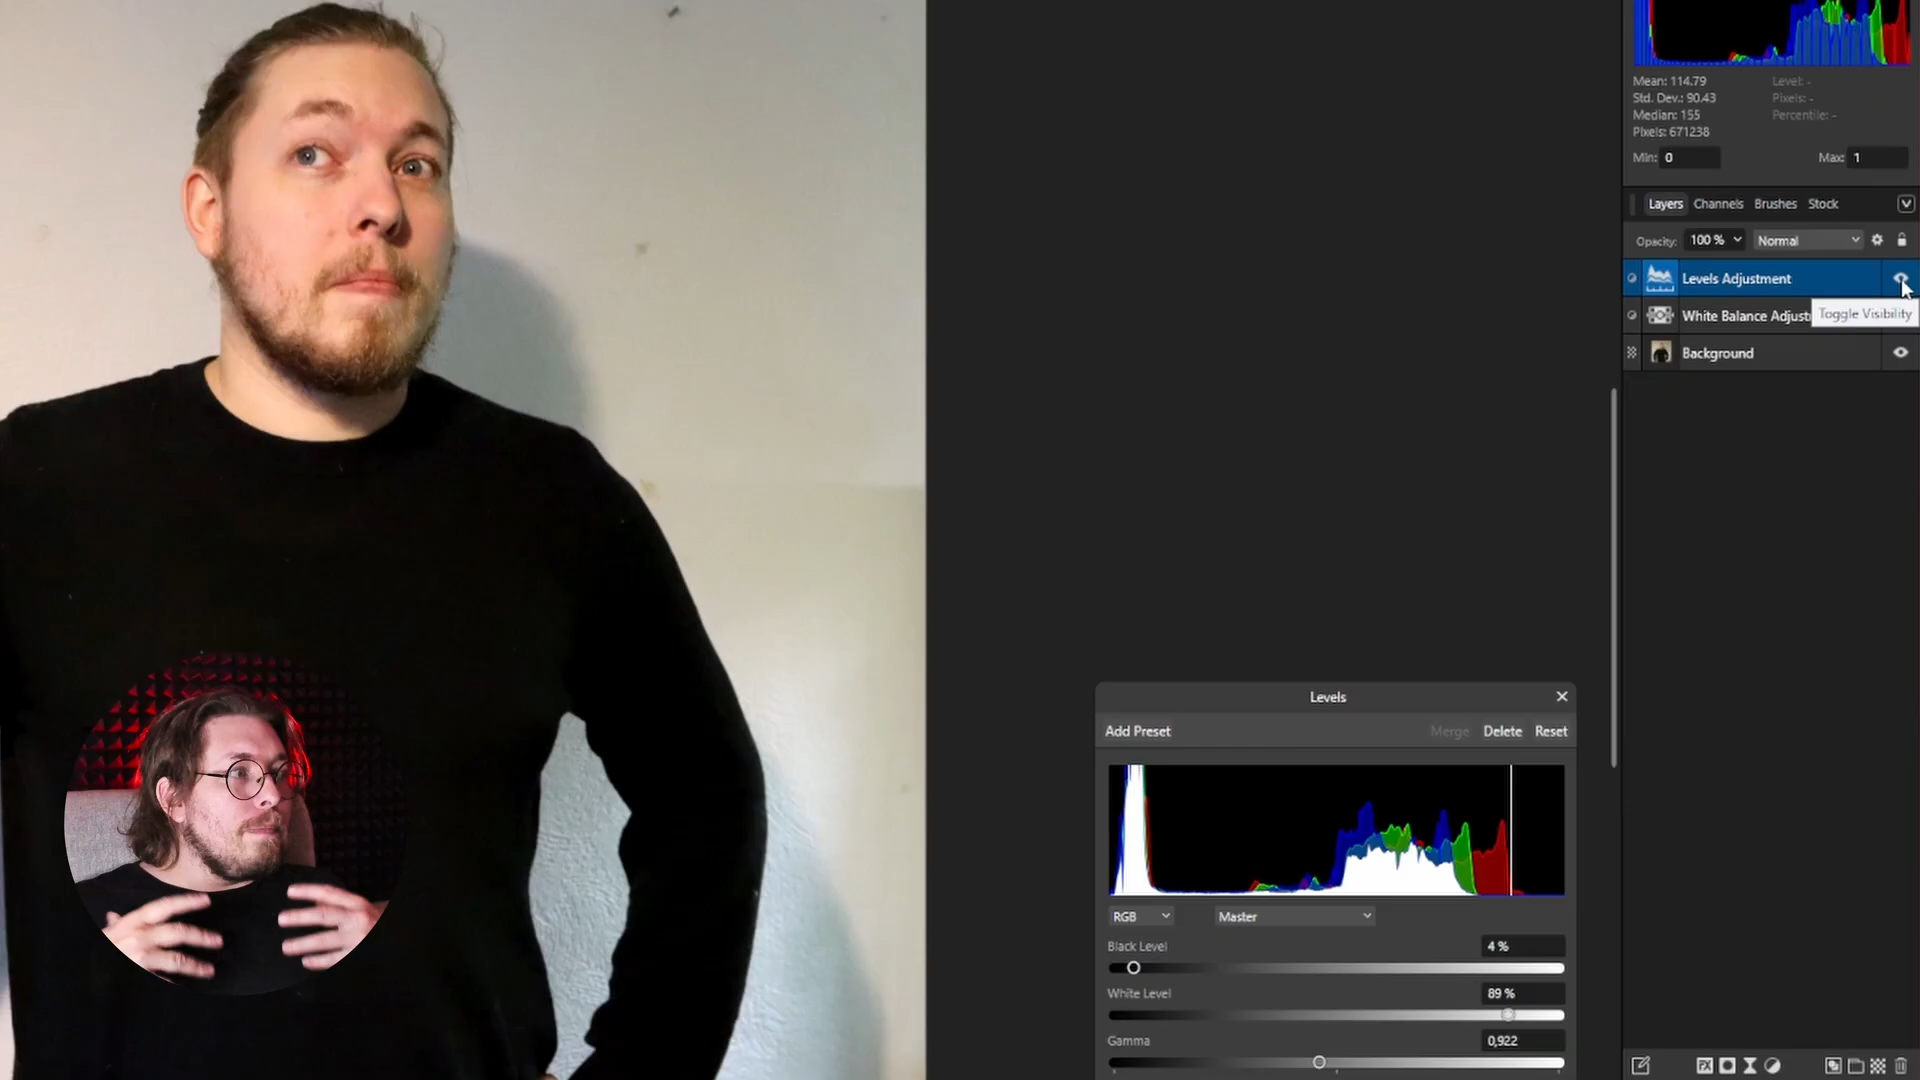 Mean: 114.79
Level: -
Std. Dev.: 90.43
Pixels: -
Median: 155
Percentile: -
Pixels: 671238
Min: 0
Max: 1
Layers Channels Brushes Stock
Opacity: 100 % Normal
Levels Adjustment
White Balance Adjust
Toggle Visibility
Background
Levels
Add Preset
Merge Delete Reset
RGB
Master
Black Level
4 %
White Level
89 %
Gamma
0,922
FX